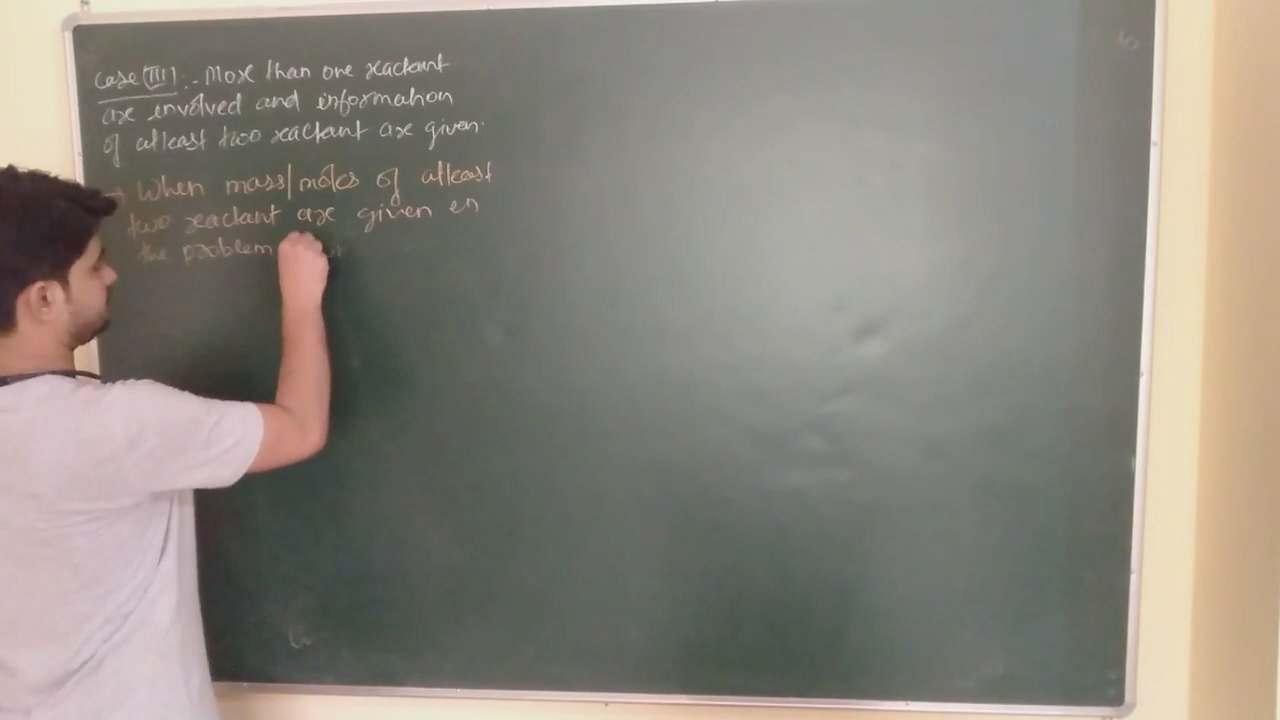 Case (III) :- More than one reactant
are involved and information
of atleast two reactant are given.
→ When mass/moles of atleast
two reactant are given in
the problem